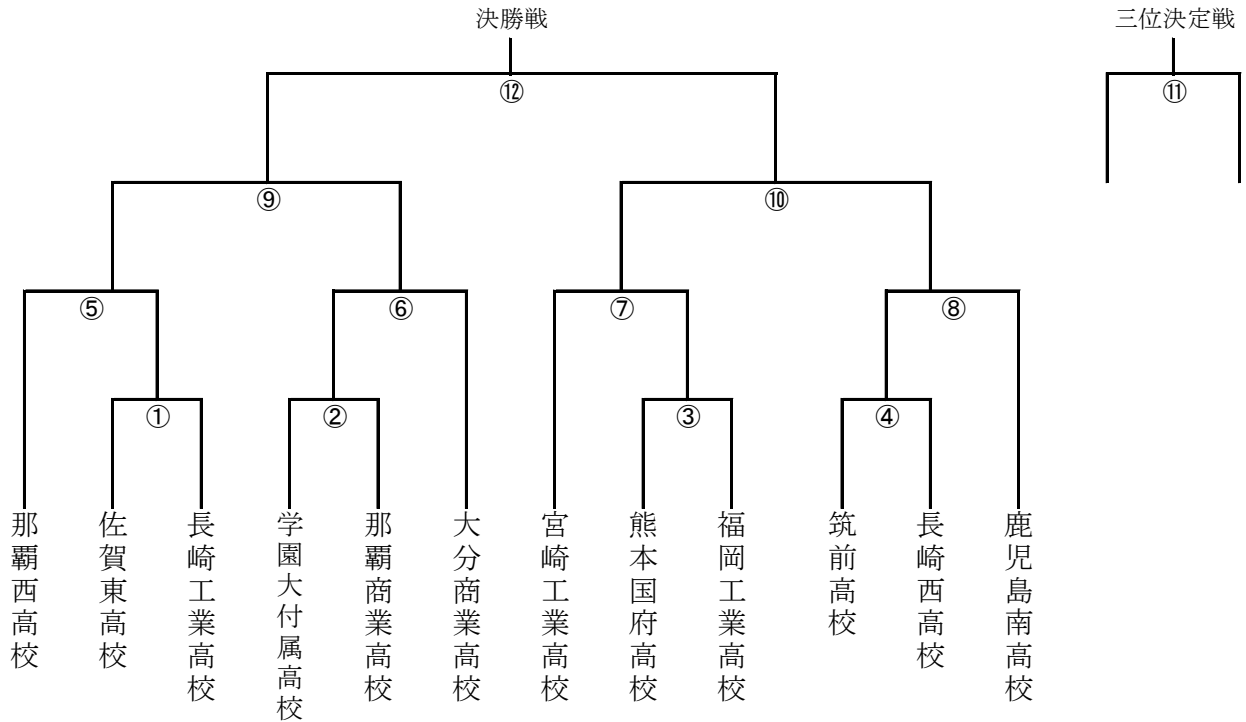 決勝戦
三位決定戦
⑫
⑪
⑨
⑩
⑤
⑥
⑦
⑧
①
②
③
④
那覇西高校
佐賀東高校
長崎工業高校
学園大付属高校
那覇商業高校
大分商業高校
宮崎工業高校
熊本国府高校
福岡工業高校
筑前高校
長崎西高校
鹿児島南高校